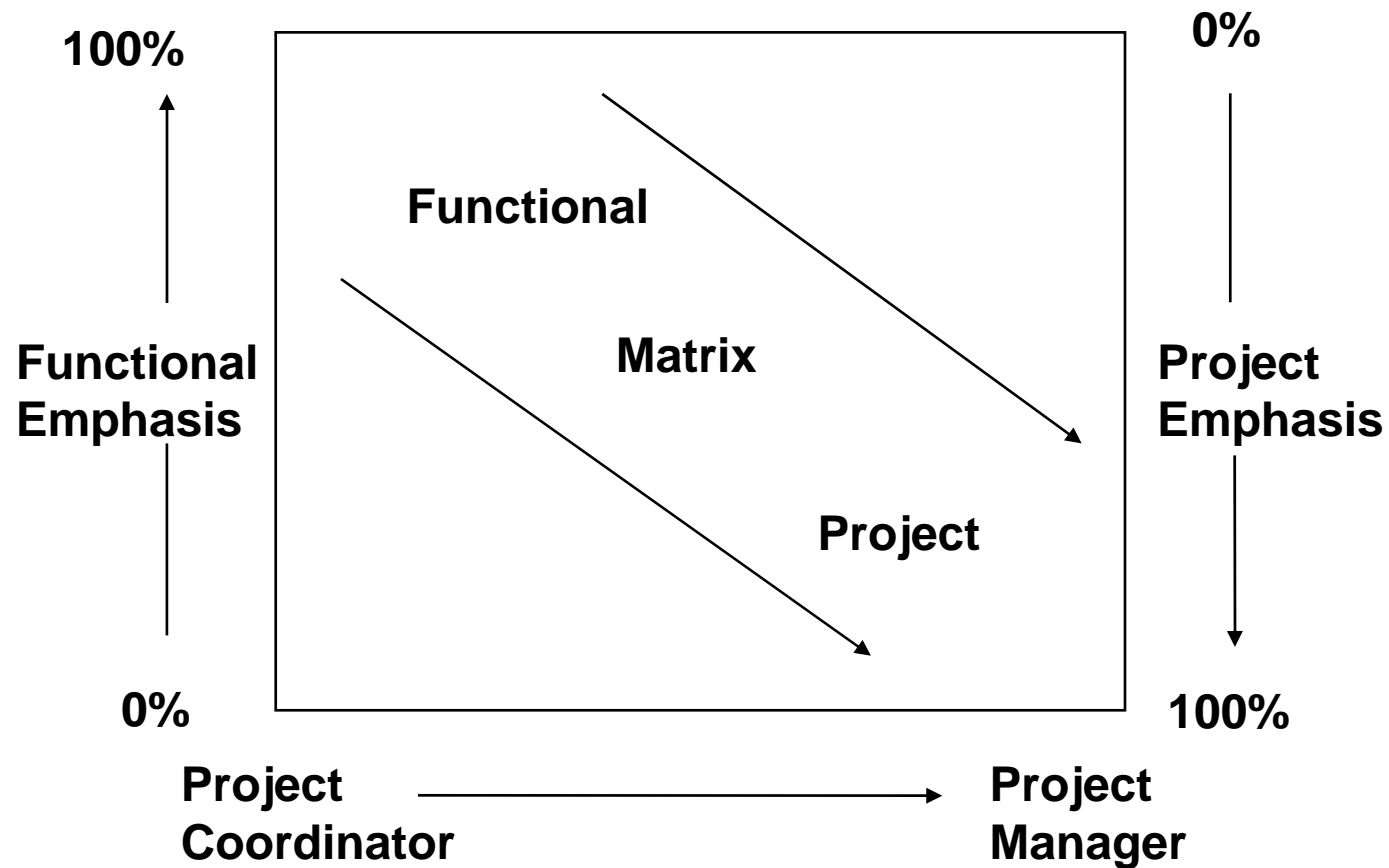 100%
0%
Functional
Matrix
Functional
Emphasis
Project
Emphasis
Project
0%
100%
Project
Coordinator
Project
Manager